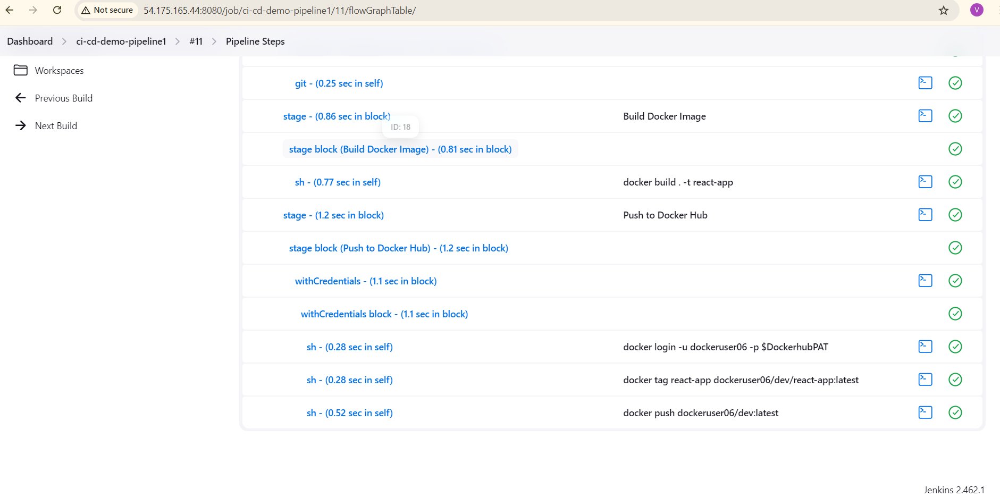 Not secure 54.175.165.44:8080/job/ci-cd-demo-pipeline1/11/flowGraphTable/ V
Dashboard ci-cd-demo-pipeline1 #11 Pipeline Steps
Workspaces
Previous Build
Next Build
git - (0.25 sec in self)
stage - (0.86 sec in block) Build Docker Image
ID: 18
stage block (Build Docker Image) - (0.81 sec in block)
sh - (0.77 sec in self) docker build . -t react-app
stage - (1.2 sec in block) Push to Docker Hub
stage block (Push to Docker Hub) - (1.2 sec in block)
withCredentials - (1.1 sec in block)
withCredentials block - (1.1 sec in block)
sh - (0.28 sec in self) docker login -u dockeruser06 -p $DockerhubPAT
sh - (0.28 sec in self) docker tag react-app dockeruser06/dev/react-app:latest
sh - (0.52 sec in self) docker push dockeruser06/dev:latest
Jenkins 2.462.1